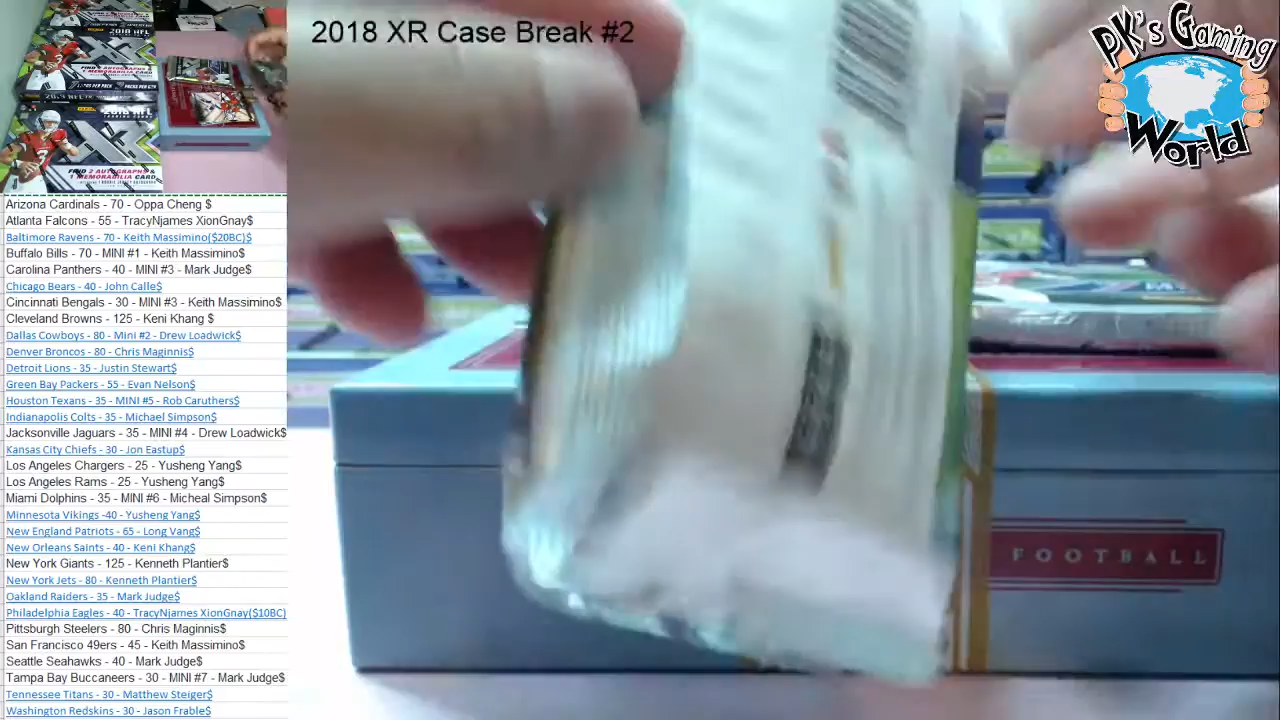 2018 XR Case Break #2
PK's Gaming
World
Arizona Cardinals - 70 - Oppa Cheng $
Atlanta Falcons - 55 - TracyNjames XionGnay$
Baltimore Ravens - 70 - Keith Massimino($20BC)$
Buffalo Bills - 70 - MINI #1 - Keith Massimino$
Carolina Panthers - 40 - MINI #3 - Mark Judge$
Chicago Bears - 40 - John Calle$
Cincinnati Bengals - 30 - MINI #3 - Keith Massimino$
Cleveland Browns - 125 - Keni Khang $
Dallas Cowboys - 80 - Mini #2 - Drew Loadwick$
Denver Broncos - 80 - Chris Maginnis$
Detroit Lions - 35 - Justin Stewart$
Green Bay Packers - 55 - Evan Nelson$
Houston Texans - 35 - MINI #5 - Rob Caruthers$
Indianapolis Colts - 35 - Michael Simpson$
Jacksonville Jaguars - 35 - MINI #4 - Drew Loadwick$
Kansas City Chiefs - 30 - Jon Eastup$
Los Angeles Chargers - 25 - Yusheng Yang$
Los Angeles Rams - 25 - Yusheng Yang$
Miami Dolphins - 35 - MINI #6 - Micheal Simpson$
Minnesota Vikings -40 - Yusheng Yang$
New England Patriots - 65 - Long Vang$
New Orleans Saints - 40 - Keni Khang$
New York Giants - 125 - Kenneth Plantier$
New York Jets - 80 - Kenneth Plantier$
Oakland Raiders - 35 - Mark Judge$
Philadelphia Eagles - 40 - TracyNjames XionGnay($10BC)
Pittsburgh Steelers - 80 - Chris Maginnis$
San Francisco 49ers - 45 - Keith Massimino$
Seattle Seahawks - 40 - Mark Judge$
Tampa Bay Buccaneers - 30 - MINI #7 - Mark Judge$
Tennessee Titans - 30 - Matthew Steiger$
Washington Redskins - 30 - Jason Frable$
FOOTBALL